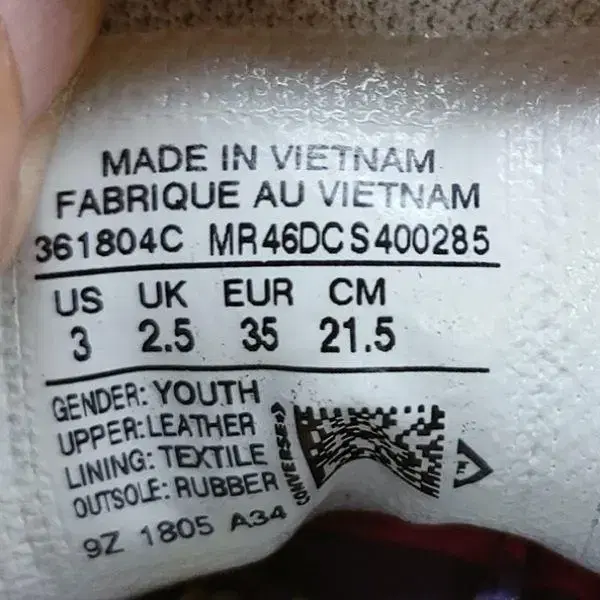 MADE IN VIETNAM
FABRIQUE AU VIETNAM
361804C MR46DCS400285
US UK EUR CM
3 2.5 35 21.5
GENDER: YOUTH
UPPER: LEATHER
LINING: TEXTILE
OUTSOLE: RUBBER
9Z 1805 A34
CONVERSE